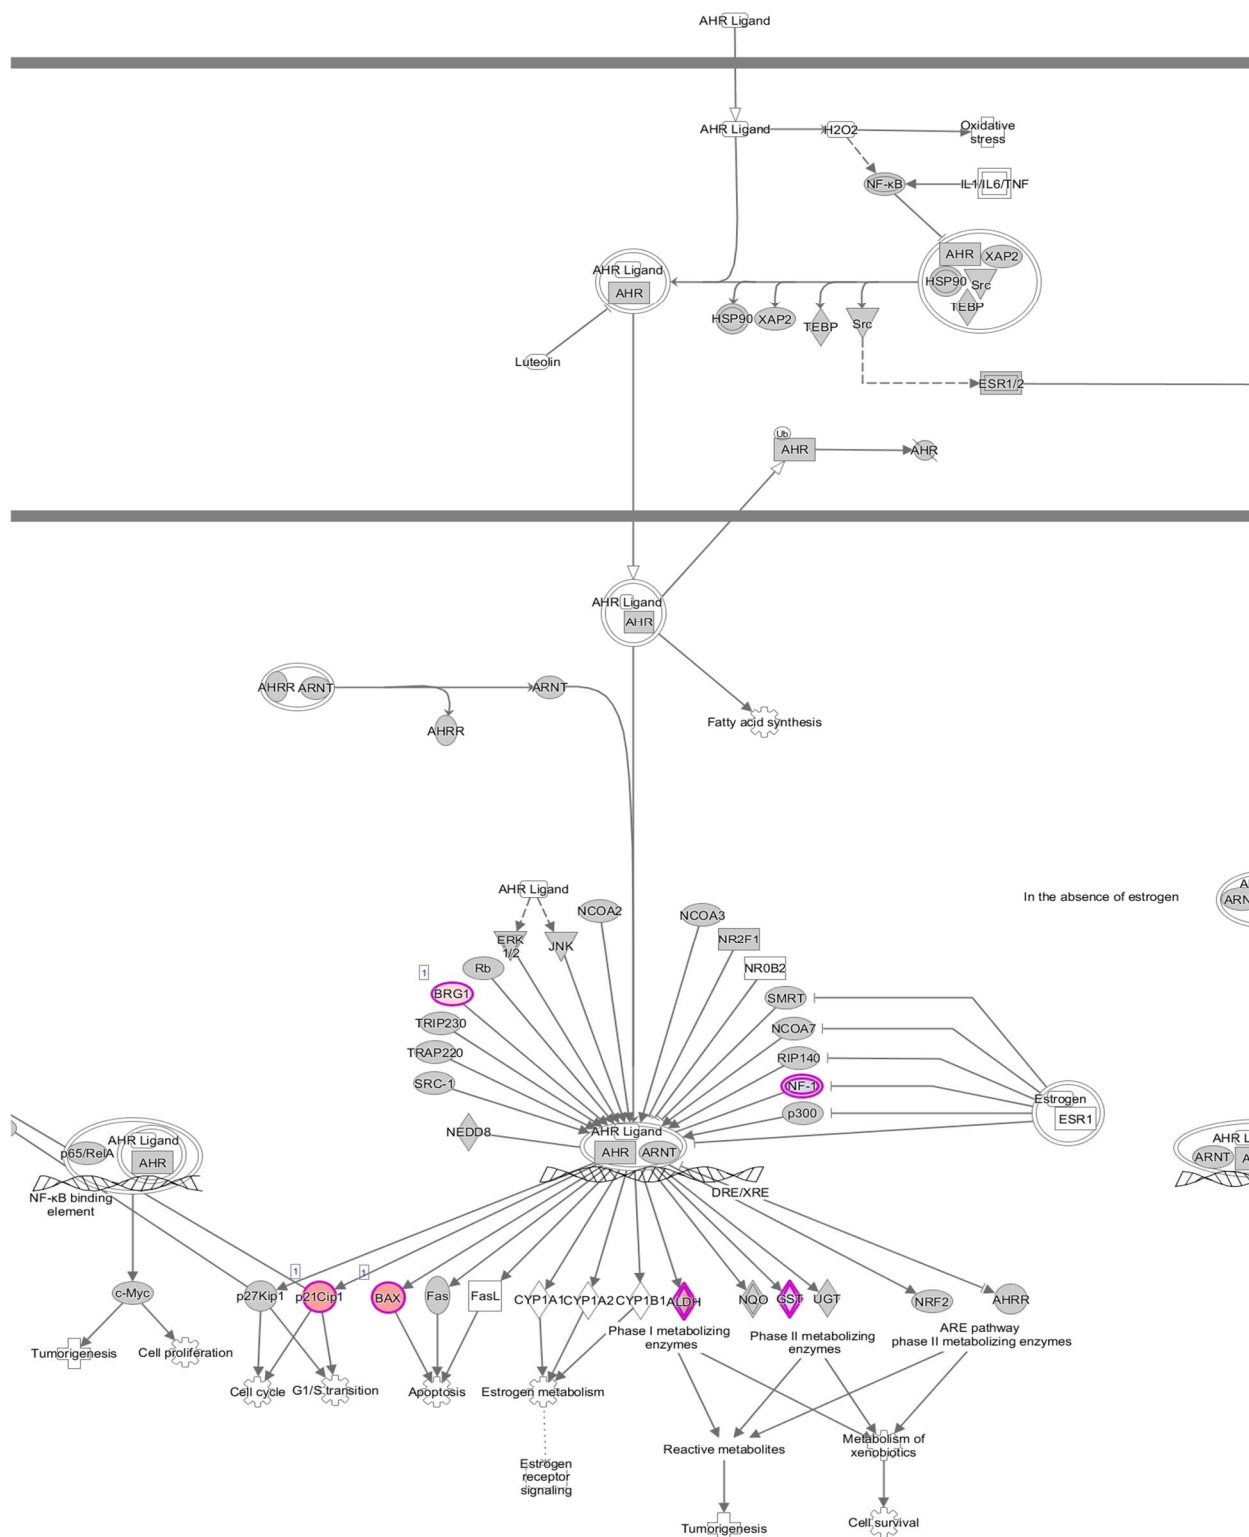 AHR Ligand
AHR Ligand
H2O2
Oxidative
stress
NF-κB
IL1/IL6/TNF
AHR
XAP2
HSP90
Src
TEBP
AHR Ligand
AHR
HSP90
XAP2
TEBP
Src
Luteolin
ESR1/2
Ub
AHR
AHR
AHR Ligand
AHR
AHRR
ARNT
ARNT
AHRR
Fatty acid synthesis
AHR Ligand
In the absence of estrogen
NCOA2
NCOA3
ERK
1/2
JNK
NR2F1
Rb
NR0B2
1
BRG1
SMRT
TRIP230
NCOA7
TRAP220
RIP140
SRC-1
NF-1
p300
Estrogen
ESR1
NEDD8
AHR Ligand
AHR
ARNT
DRE/XRE
p65/RelA
AHR Ligand
AHR
NF-κB binding
element
ARNT
1
1
c-Myc
p27Kip1
p21Cip1
BAX
Fas
FasL
CYP1A1
CYP1A2
CYP1B1
ALDH
NQO
GST
UGT
NRF2
AHRR
Phase I metabolizing
enzymes
Phase II metabolizing
enzymes
ARE pathway
phase II metabolizing enzymes
Tumorigenesis
Cell proliferation
Cell cycle
G1/S transition
Apoptosis
Estrogen metabolism
Reactive metabolites
Metabolism of
xenobiotics
Estrogen
receptor
signaling
Tumorigenesis
Cell survival